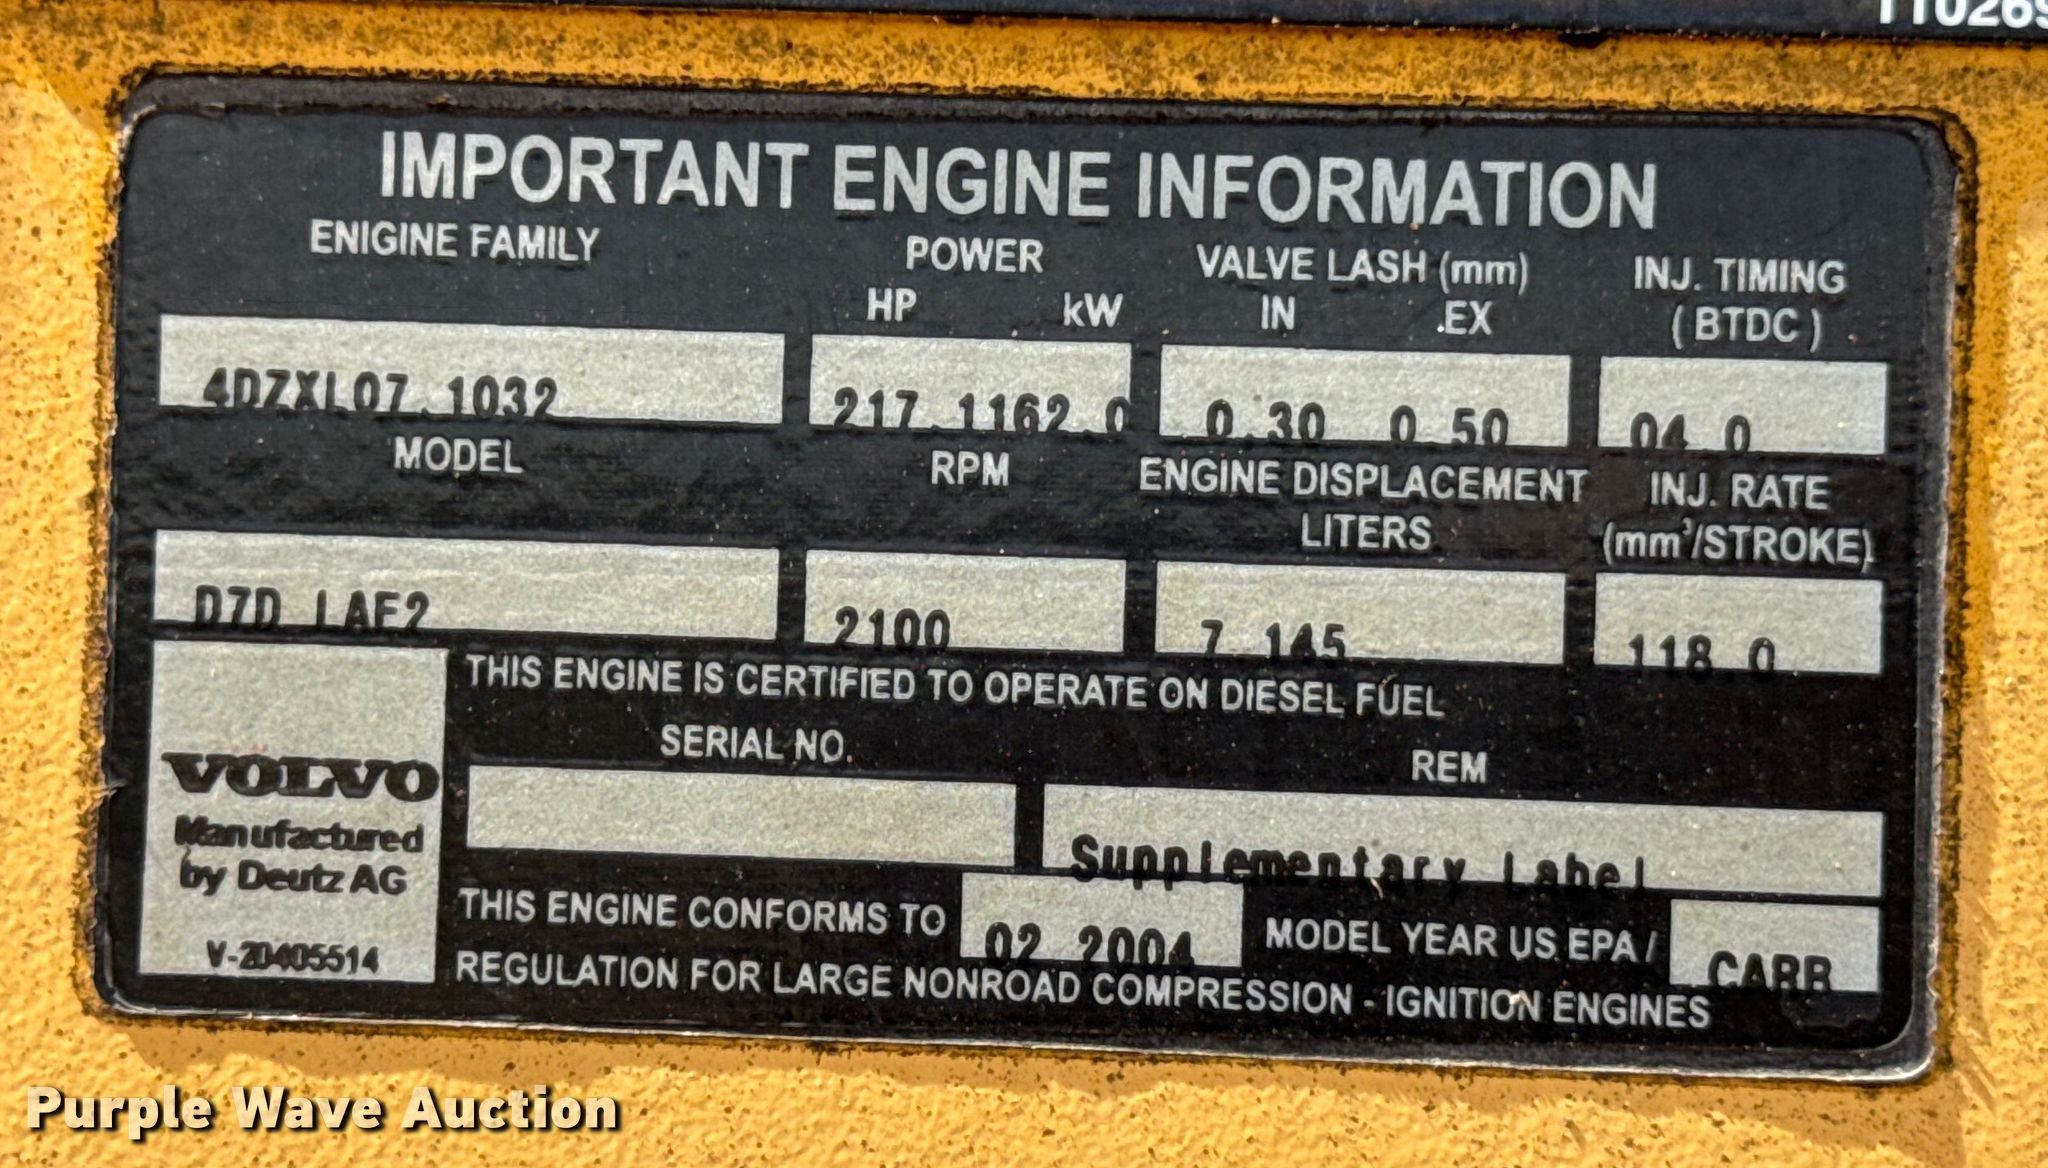 11026
IMPORTANT ENGINE INFORMATION
ENIGINE FAMILY POWER VALVE LASH (mm) INJ. TIMING
HP kW IN EX ( BTDC )
4DZXL07.1032 217.1162.0 0.30 0.50 04.0
MODEL RPM ENGINE DISPLACEMENT INJ. RATE
LITERS (mm³/STROKE)
D7D LAE2 2100 7.145 118.0
THIS ENGINE IS CERTIFIED TO OPERATE ON DIESEL FUEL
SERIAL NO. REM
VOLVO
Manufactured
by Deutz AG
V-20405514
Supplementary Label
THIS ENGINE CONFORMS TO 02 2004 MODEL YEAR US EPA / CARB
REGULATION FOR LARGE NONROAD COMPRESSION - IGNITION ENGINES
Purple Wave Auction